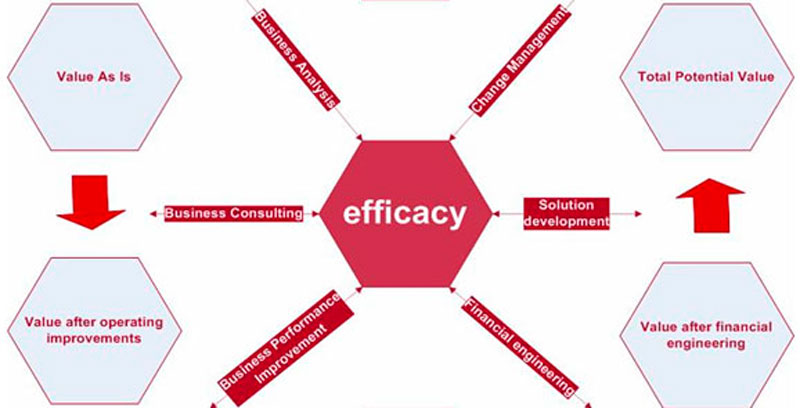 Business Analysis
Change Management
Value As Is
Total Potential Value
Business Consulting
efficacy
Solution
development
Value after operating
improvements
Business Performance
Improvement
Financial engineering
Value after financial
engineering